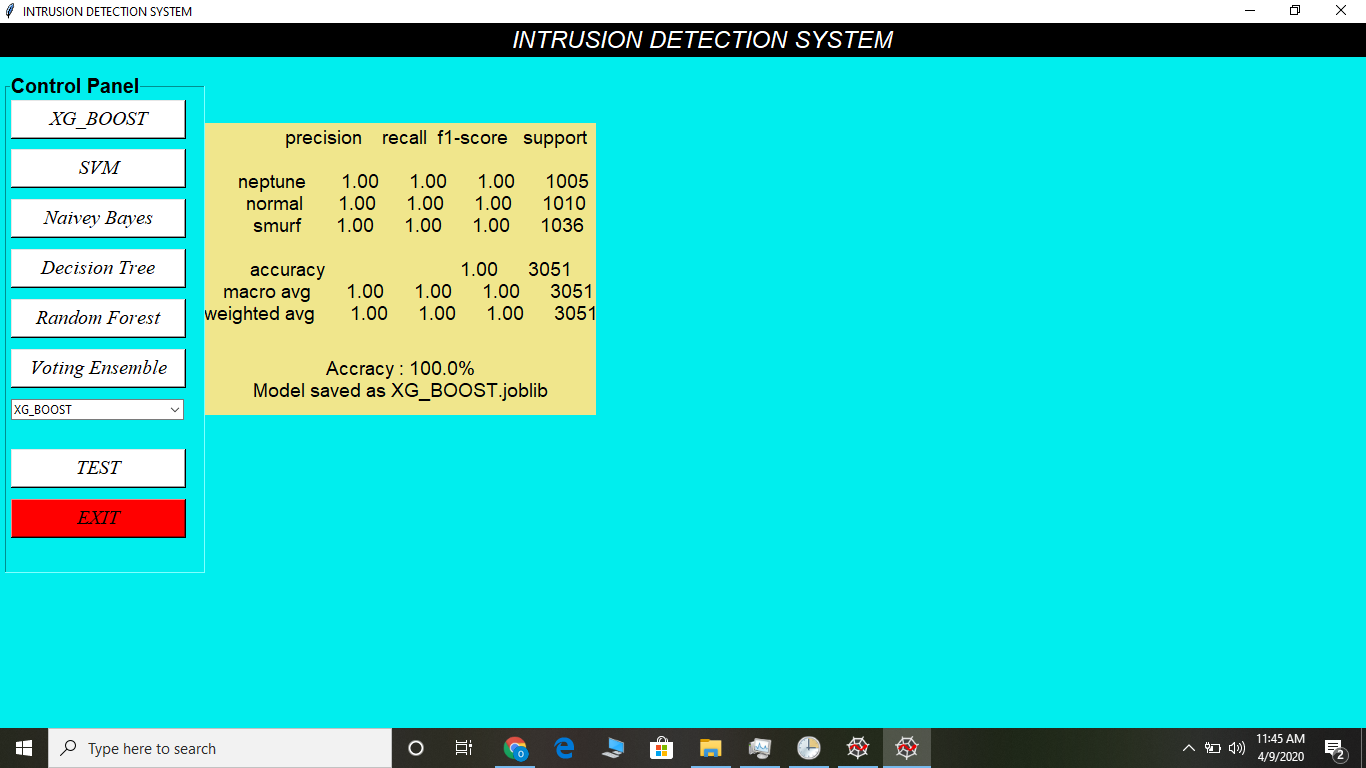 INTRUSION DETECTION SYSTEM
INTRUSION DETECTION SYSTEM
Control Panel
XG_BOOST
SVM
Naivey Bayes
Decision Tree
Random Forest
Voting Ensemble
XG_BOOST
TEST
EXIT
precision recall f1-score support
neptune 1.00 1.00 1.00 1005
normal 1.00 1.00 1.00 1010
smurf 1.00 1.00 1.00 1036
accuracy 1.00 3051
macro avg 1.00 1.00 1.00 3051
weighted avg 1.00 1.00 1.00 3051
Accracy : 100.0%
Model saved as XG_BOOST.joblib
Type here to search
11:45 AM
4/9/2020
2